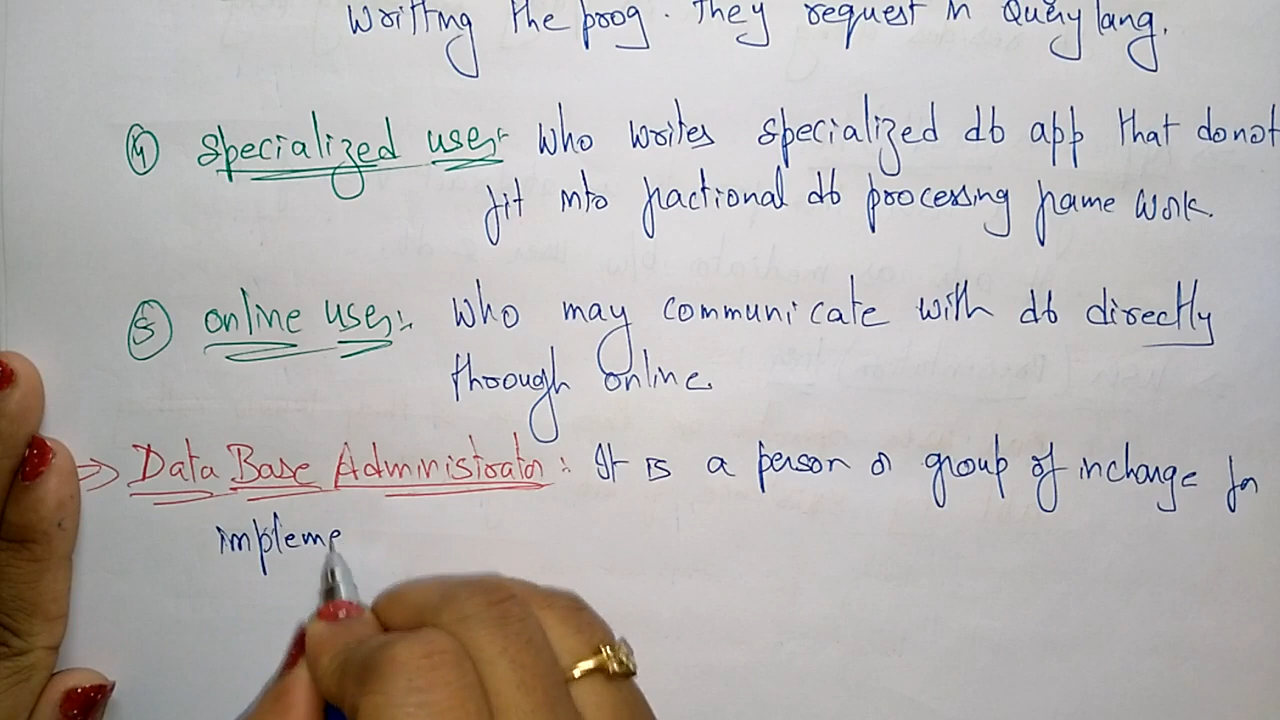 writting the prog. They request in Query lang.
④ specialized user who writes specialized db app that donot
fit into fractional db processing frame work.
⑤ online user: who may communicate with db directly
through online.
⇒ Data Base Administrator: It is a person or group of incharge for
impleme